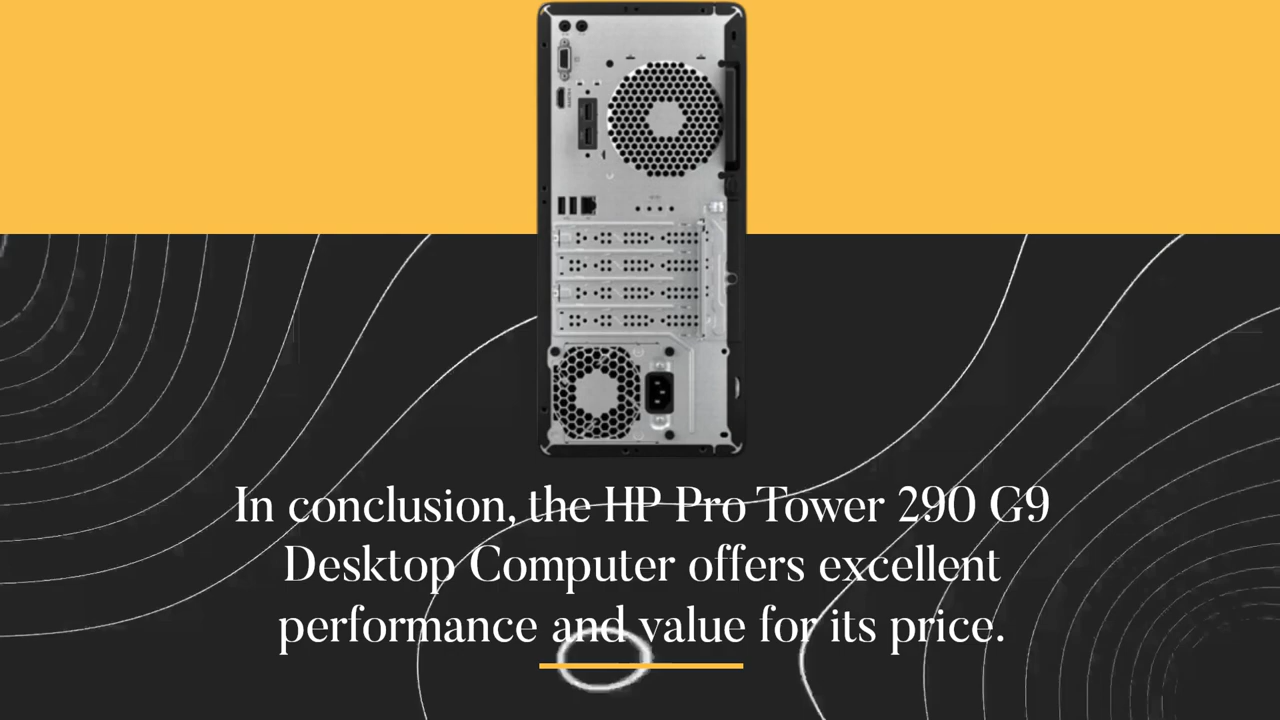 In conclusion, the HP Pro Tower 290 G9
Desktop Computer offers excellent
performance and value for its price.